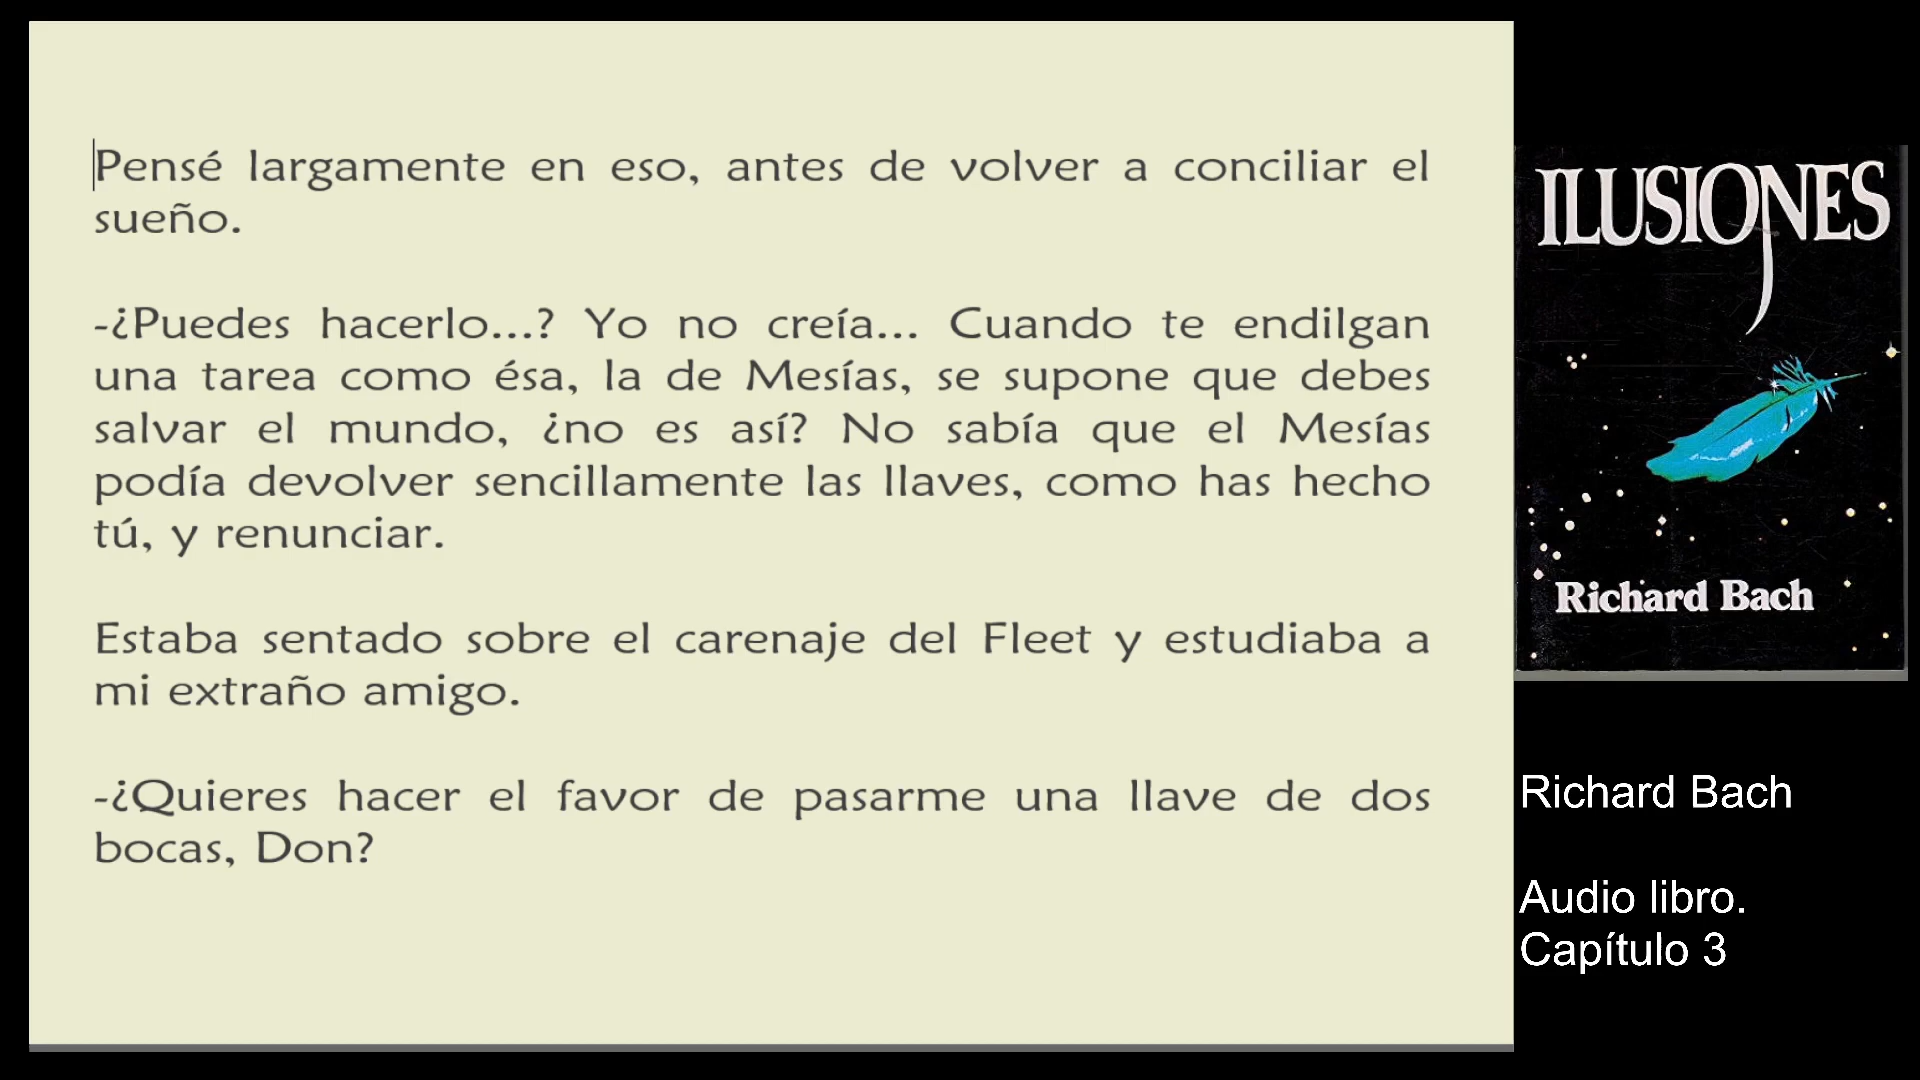 Pensé largamente en eso, antes de volver a conciliar el
sueño.
-¿Puedes hacerlo...? Yo no creía... Cuando te endilgan
una tarea como ésa, la de Mesías, se supone que debes
salvar el mundo, ¿no es así? No sabía que el Mesías
podía devolver sencillamente las llaves, como has hecho
tú, y renunciar.
Estaba sentado sobre el carenaje del Fleet y estudiaba a
mi extraño amigo.
-¿Quieres hacer el favor de pasarme una llave de dos
bocas, Don?
ILUSIONES
Richard Bach
Richard Bach
Audio libro.
Capítulo 3